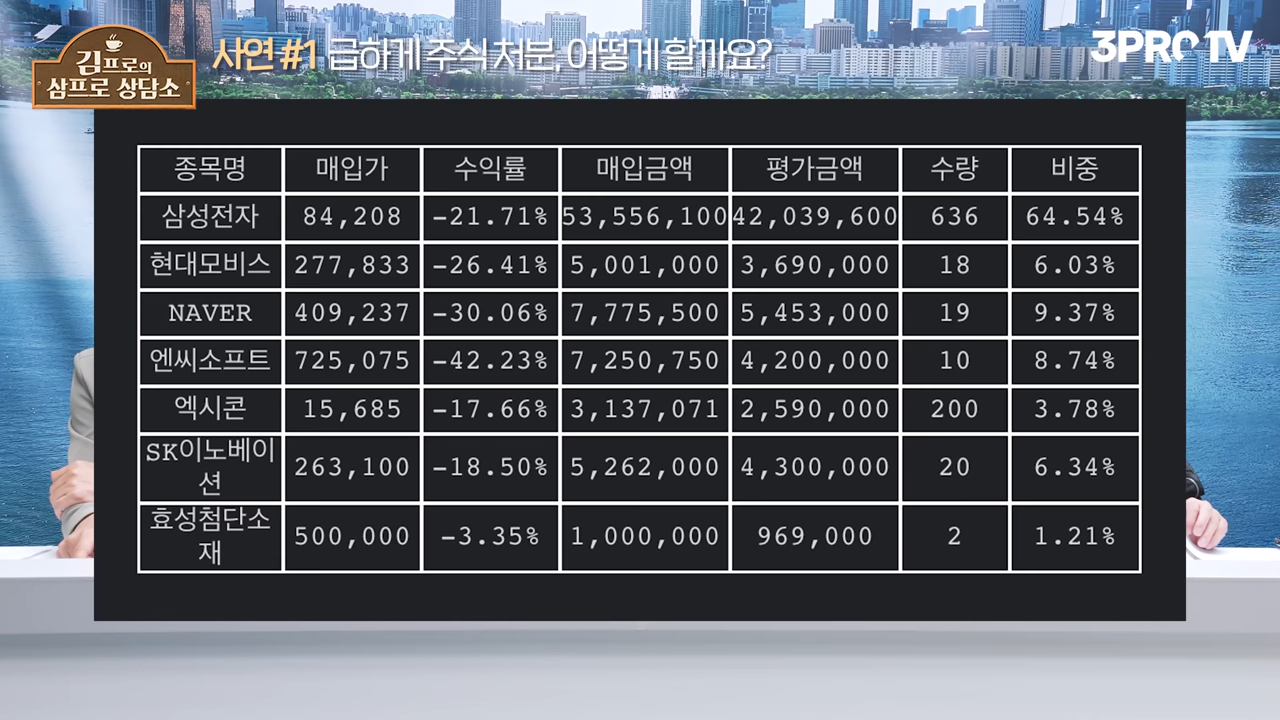 김프로의
삼프로 상담소
사연 #1 급하게 주식 처분, 어떻게 할까요?
3PRO TV
종목명 매입가 수익률 매입금액 평가금액 수량 비중
삼성전자 84,208 -21.71% 53,556,100 42,039,600 636 64.54%
현대모비스 277,833 -26.41% 5,001,000 3,690,000 18 6.03%
NAVER 409,237 -30.06% 7,775,500 5,453,000 19 9.37%
엔씨소프트 725,075 -42.23% 7,250,750 4,200,000 10 8.74%
엑시콘 15,685 -17.66% 3,137,071 2,590,000 200 3.78%
SK이노베이
션 263,100 -18.50% 5,262,000 4,300,000 20 6.34%
효성첨단소
재 500,000 -3.35% 1,000,000 969,000 2 1.21%